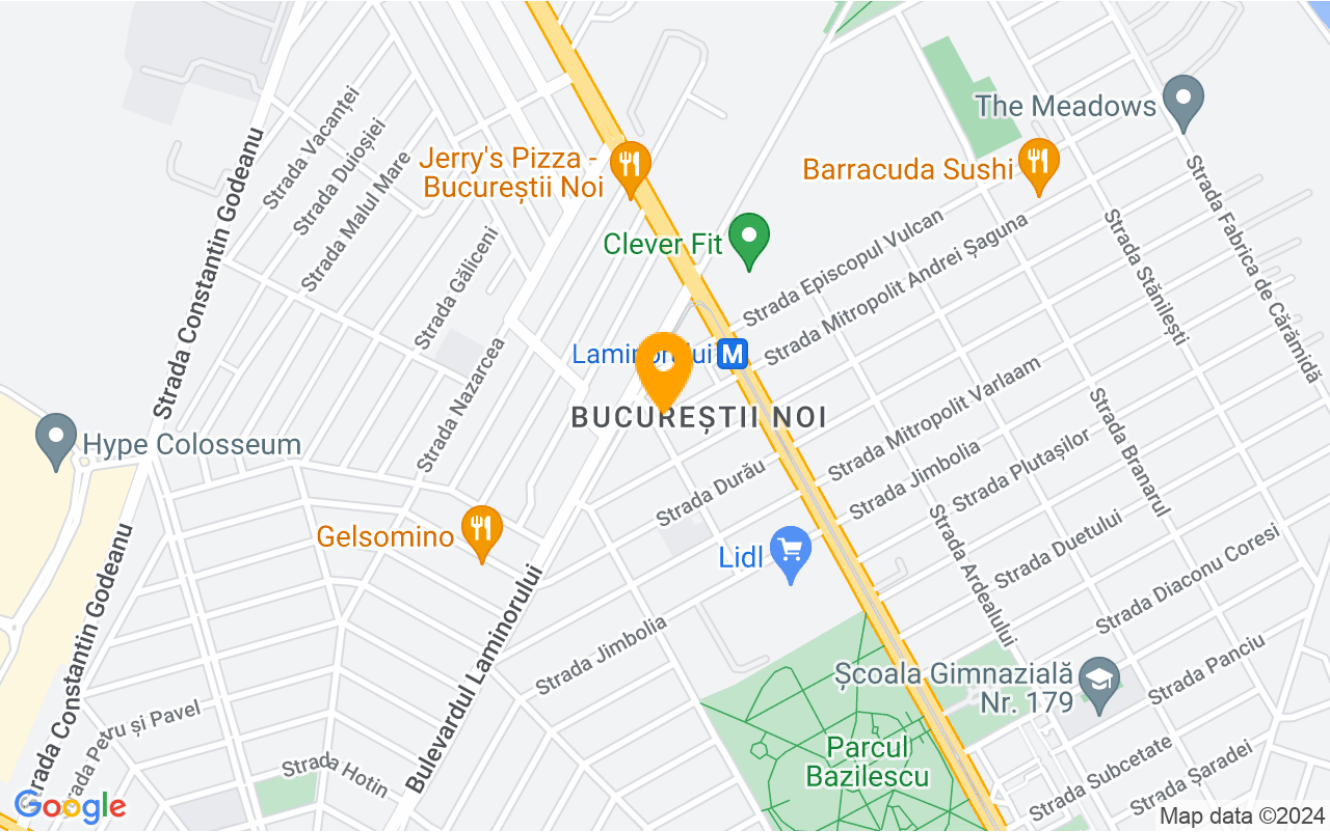 The Meadows
Strada Vacanței
Strada Duioșiei
Strada Malul Mare
Jerry's Pizza -
Bucureștii Noi
Barracuda Sushi
Strada Constantin Godeanu
Strada Fabrica de Cărămidă
Strada Episcopul Vulcan
Strada Mitropolit Andrei Șaguna
Strada Stănilești
Clever Fit
Strada Găliceni
M
Strada Nazarcea
BUCUREȘTII NOI
Strada Mitropolit Varlaam
Strada Jimbolia
Strada Plutașilor
Strada Branarul
Hype Colosseum
Strada Durău
Gelsomino
Lidl
Strada Duetului
Strada Ardealului
Strada Diaconu Coresi
Strada Constantin Godeanu
Bulevardul Laminorului
Strada Jimbolia
Școala Gimnazială
Nr. 179
Strada Panciu
Petru și Pavel
Strada Hotin
Parcul
Bazilescu
Strada Subcetate
Strada Șaradei
Google
Map data ©2024